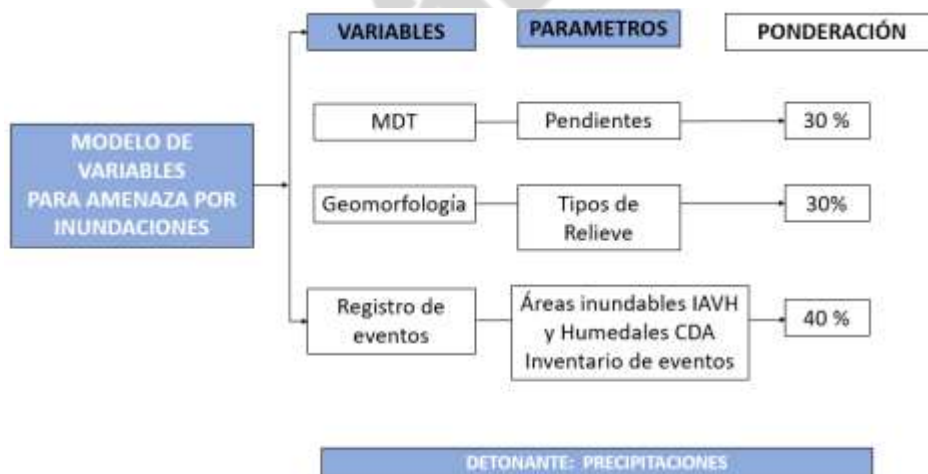 VARIABLES
PARAMETROS
PONDERACIÓN
MODELO DE
VARIABLES
PARA AMENAZA POR
INUNDACIONES
MDT
Pendientes
30 %
Geomorfología
Tipos de
Relieve
30%
Registro de
eventos
Áreas inundables IAVH
y Humedales CDA
Inventario de eventos
40 %
DETONANTE: PRECIPITACIONES